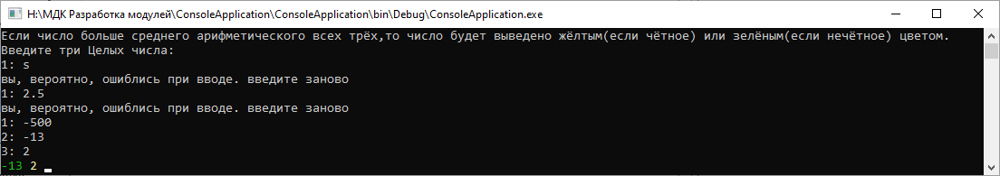 H:\МДК Разработка модулей\ConsoleApplication\ConsoleApplication\bin\Debug\ConsoleApplication.exe
Если число больше среднего арифметического всех трёх,то число будет выведено жёлтым(если чётное) или зелёным(если нечётное) цветом.
Введите три Целых числа:
1: s
вы, вероятно, ошиблись при вводе. введите заново
1: 2.5
вы, вероятно, ошиблись при вводе. введите заново
1: -500
2: -13
3: 2
-13 2